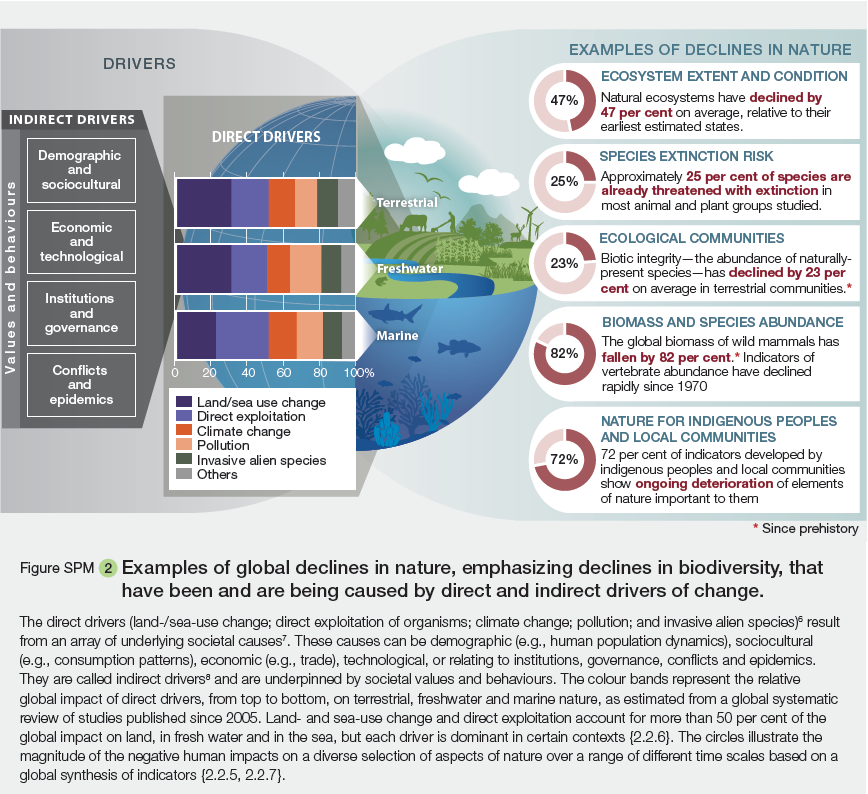 DRIVERS
EXAMPLES OF DECLINES IN NATURE
INDIRECT DRIVERS
Values and behaviours
Demographic
and
sociocultural
Economic
and
technological
Institutions
and
governance
Conflicts
and
epidemics
DIRECT DRIVERS
Terrestrial
Freshwater
Marine
0 20 40 60 80 100%
Land/sea use change
Direct exploitation
Climate change
Pollution
Invasive alien species
Others
47%
ECOSYSTEM EXTENT AND CONDITION
Natural ecosystems have declined by
47 per cent on average, relative to their
earliest estimated states.
25%
SPECIES EXTINCTION RISK
Approximately 25 per cent of species are
already threatened with extinction in
most animal and plant groups studied.
23%
ECOLOGICAL COMMUNITIES
Biotic integrity—the abundance of naturally-
present species—has declined by 23 per
cent on average in terrestrial communities.*
82%
BIOMASS AND SPECIES ABUNDANCE
The global biomass of wild mammals has
fallen by 82 per cent.* Indicators of
vertebrate abundance have declined
rapidly since 1970
72%
NATURE FOR INDIGENOUS PEOPLES
AND LOCAL COMMUNITIES
72 per cent of indicators developed by
indigenous peoples and local communities
show ongoing deterioration of elements
of nature important to them
* Since prehistory
Figure SPM 2 Examples of global declines in nature, emphasizing declines in biodiversity, that
have been and are being caused by direct and indirect drivers of change.
The direct drivers (land-/sea-use change; direct exploitation of organisms; climate change; pollution; and invasive alien species)⁶ result
from an array of underlying societal causes⁷. These causes can be demographic (e.g., human population dynamics), sociocultural
(e.g., consumption patterns), economic (e.g., trade), technological, or relating to institutions, governance, conflicts and epidemics.
They are called indirect drivers⁸ and are underpinned by societal values and behaviours. The colour bands represent the relative
global impact of direct drivers, from top to bottom, on terrestrial, freshwater and marine nature, as estimated from a global systematic
review of studies published since 2005. Land- and sea-use change and direct exploitation account for more than 50 per cent of the
global impact on land, in fresh water and in the sea, but each driver is dominant in certain contexts {2.2.6}. The circles illustrate the
magnitude of the negative human impacts on a diverse selection of aspects of nature over a range of different time scales based on a
global synthesis of indicators {2.2.5, 2.2.7}.